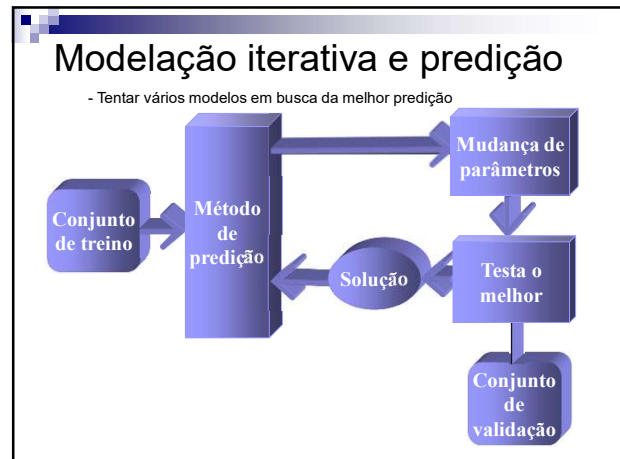 Modelação iterativa e predição
- Tentar vários modelos em busca da melhor predição
Mudança de
parâmetros
Conjunto
de treino
Método
de
predição
Solução
Testa o
melhor
Conjunto
de
validação